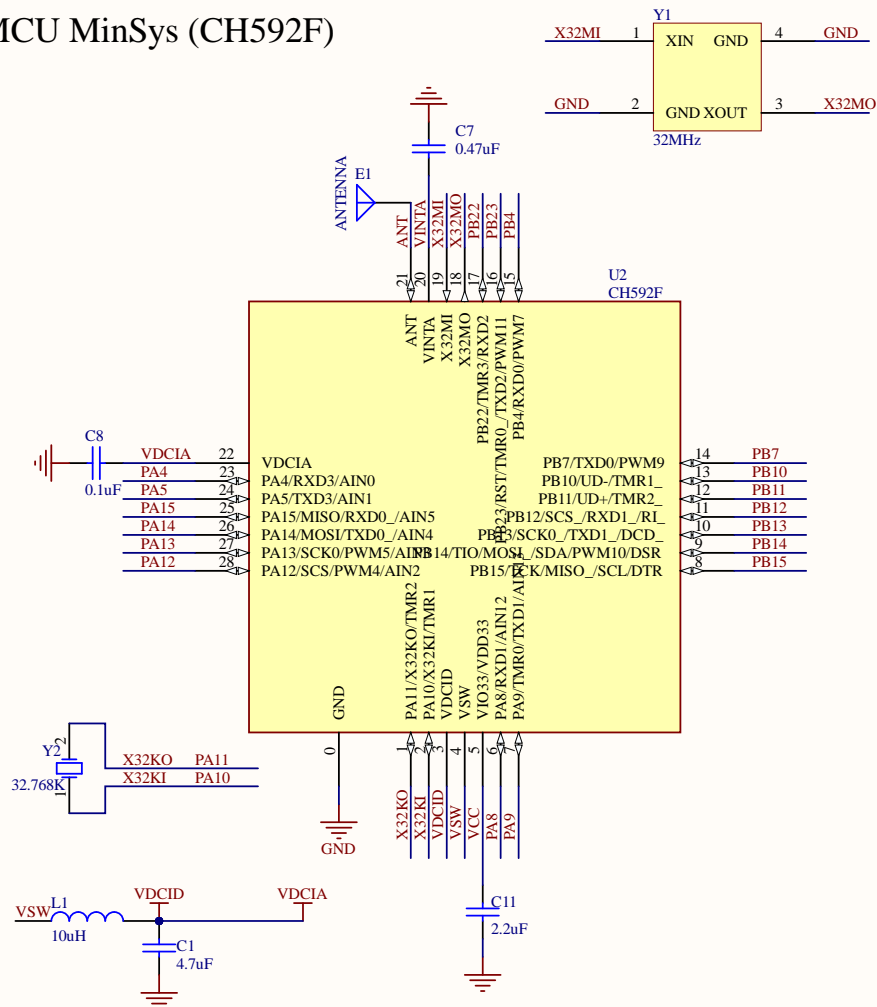 MCU MinSys (CH592F)
Y1
X32MI 1 XIN GND 4 GND
GND 2 GND XOUT 3 X32MO
32MHz
C7
0.47uF
E1
ANTENNA
ANT
VINTA
X32MI
X32MO
PB22
PB23
PB4
21
20
19
18
17
16
15
U2
CH592F
ANT
VINTA
X32MI
X32MO
PB22/TMR3/RXD2
PB23/RST/TMR0_/TXD2/PWM11
PB4/RXD0/PWM7
C8
0.1uF
VDCIA 22 VDCIA
PA4 23 PA4/RXD3/AIN0
PA5 24 PA5/TXD3/AIN1
PA15 25 PA15/MISO/RXD0_/AIN5
PA14 26 PA14/MOSI/TXD0_/AIN4
PA13 27 PA13/SCK0/PWM5/AIN3
PA12 28 PA12/SCS/PWM4/AIN2
PB7/TXD0/PWM9 14 PB7
PB10/UD-/TMR1_ 13 PB10
PB11/UD+/TMR2_ 12 PB11
PB12/SCS_/RXD1_/RI_ 11 PB12
PB13/SCK0_/TXD1_/DCD_ 10 PB13
PB14/TIO/MOSI_/SDA/PWM10/DSR 9 PB14
PB15/TCK/MISO_/SCL/DTR 8 PB15
GND
PA11/X32KO/TMR2
PA10/X32KI/TMR1
VDCID
VSW
VIO33/VDD33
PA8/RXD1/AIN12
0
1
2
3
4
5
6
7
X32KO
X32KI
VDCID
VSW
VCC
PA8
PA9
GND
Y2
32.768K
2
1
X32KO PA11
X32KI PA10
VSW L1
10uH
VDCID
VDCIA
C1
4.7uF
C11
2.2uF